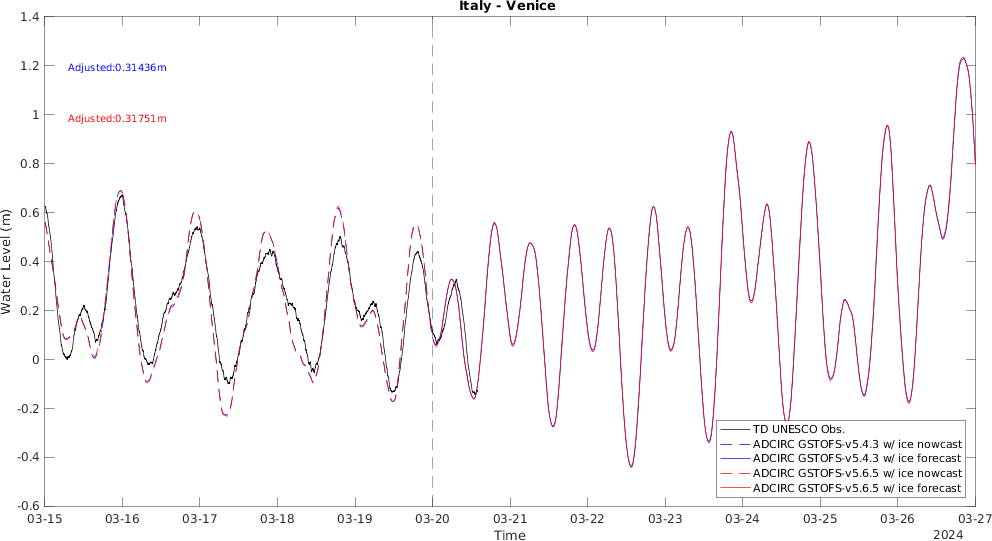 Italy - Venice
1.4
1.2
1
0.8
0.6
0.4
0.2
0
-0.2
-0.4
-0.6
Water Level (m)
Adjusted:0.31436m
Adjusted:0.31751m
TD UNESCO Obs.
ADCIRC GSTOFS-v5.4.3 w/ ice nowcast
ADCIRC GSTOFS-v5.4.3 w/ ice forecast
ADCIRC GSTOFS-v5.6.5 w/ ice nowcast
ADCIRC GSTOFS-v5.6.5 w/ ice forecast
03-15 03-16 03-17 03-18 03-19 03-20 03-21 03-22 03-23 03-24 03-25 03-26 03-27
Time
2024